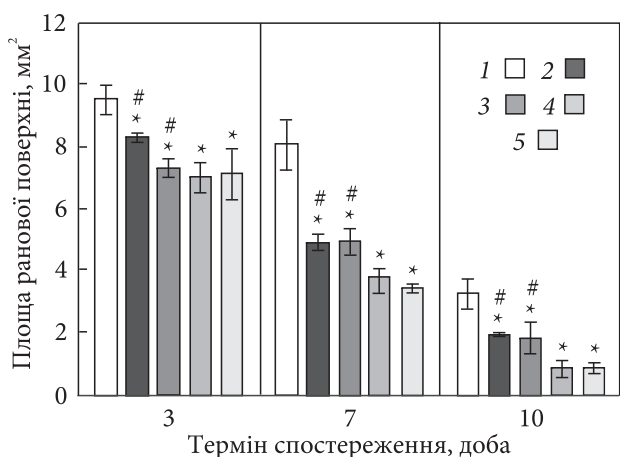 Площа ранової поверхні, мм²
12
10
8
6
4
2
0
# * # * * *
# * # * * *
# * # * * *
1 2
3 4
5
3 7 10
Термін спостереження, доба